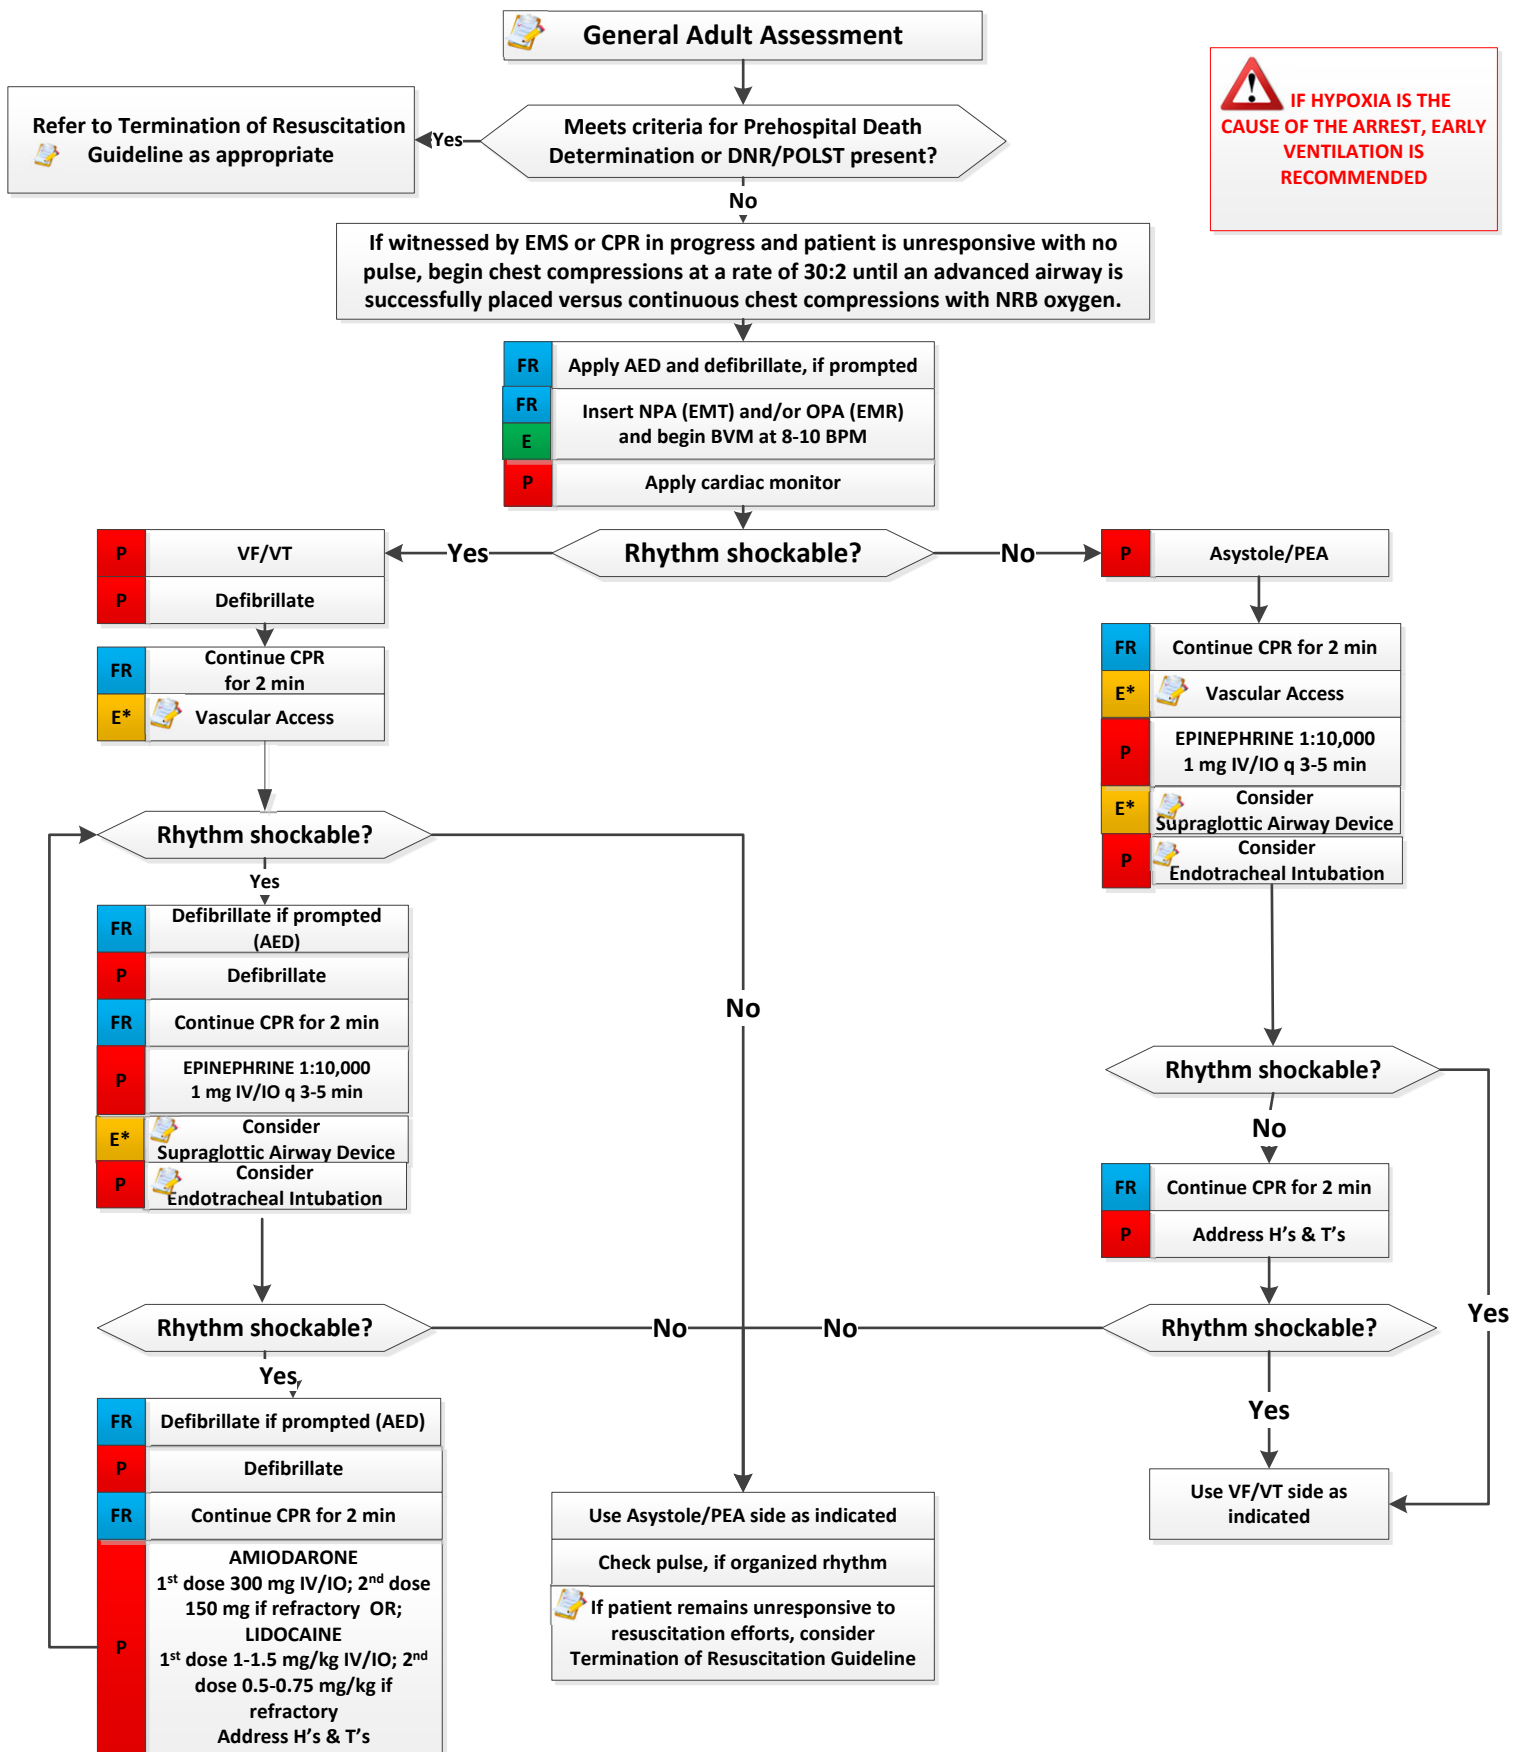 General Adult Assessment
IF HYPOXIA IS THE
CAUSE OF THE ARREST, EARLY
VENTILATION IS
RECOMMENDED
Refer to Termination of Resuscitation
Guideline as appropriate
Yes
Meets criteria for Prehospital Death
Determination or DNR/POLST present?
No
If witnessed by EMS or CPR in progress and patient is unresponsive with no
pulse, begin chest compressions at a rate of 30:2 until an advanced airway is
successfully placed versus continuous chest compressions with NRB oxygen.
FR
Apply AED and defibrillate, if prompted
FR
E
Insert NPA (EMT) and/or OPA (EMR)
and begin BVM at 8-10 BPM
P
Apply cardiac monitor
Rhythm shockable?
Yes
No
P
VF/VT
P
Defibrillate
FR
Continue CPR
for 2 min
E*
Vascular Access
Rhythm shockable?
Yes
No
FR
Defibrillate if prompted
(AED)
P
Defibrillate
FR
Continue CPR for 2 min
P
EPINEPHRINE 1:10,000
1 mg IV/IO q 3-5 min
E*
Consider
Supraglottic Airway Device
P
Consider
Endotracheal Intubation
Rhythm shockable?
No
Yes
FR
Defibrillate if prompted (AED)
P
Defibrillate
FR
Continue CPR for 2 min
P
AMIODARONE
1st dose 300 mg IV/IO; 2nd dose
150 mg if refractory OR;
LIDOCAINE
1st dose 1-1.5 mg/kg IV/IO; 2nd
dose 0.5-0.75 mg/kg if
refractory
Address H's & T's
P
Asystole/PEA
FR
Continue CPR for 2 min
E*
Vascular Access
P
EPINEPHRINE 1:10,000
1 mg IV/IO q 3-5 min
E*
Consider
Supraglottic Airway Device
P
Consider
Endotracheal Intubation
Rhythm shockable?
No
Yes
FR
Continue CPR for 2 min
P
Address H's & T's
Rhythm shockable?
No
Yes
Use VF/VT side as
indicated
Use Asystole/PEA side as indicated
Check pulse, if organized rhythm
If patient remains unresponsive to
resuscitation efforts, consider
Termination of Resuscitation Guideline